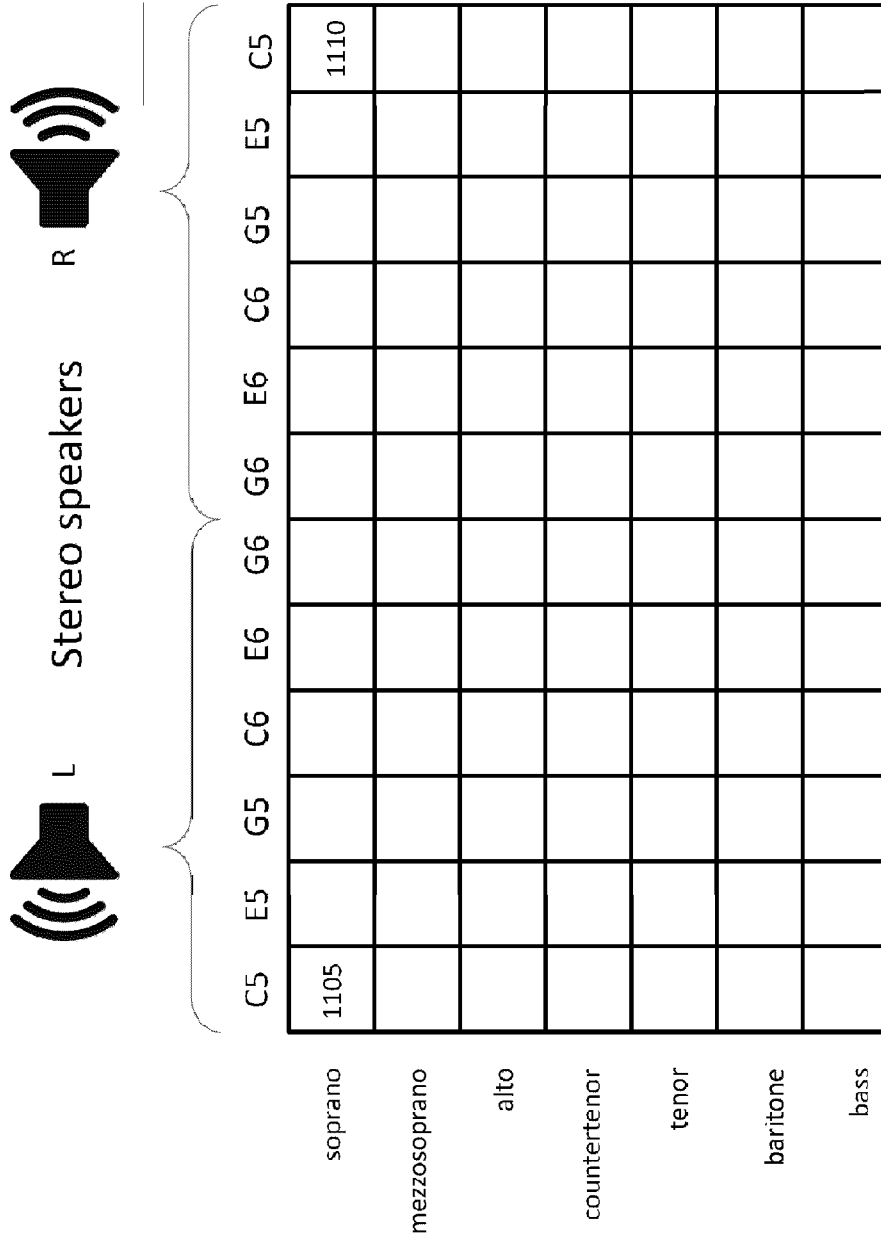 Stereo speakers
L R
C5 E5 G5 C6 E6 G6 G6 E6 C6 G5 E5 C5
soprano 1105 1110
mezzosoprano
alto
countertenor
tenor
baritone
bass